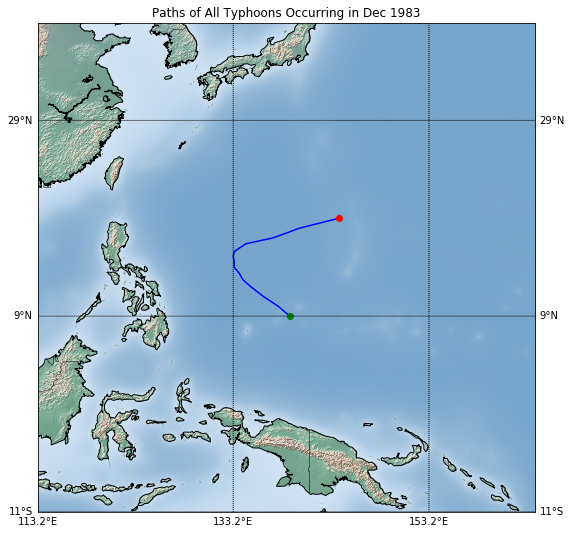 Paths of All Typhoons Occurring in Dec 1983
29°N 29°N
9°N 9°N
11°S 11°S
113.2°E 133.2°E 153.2°E